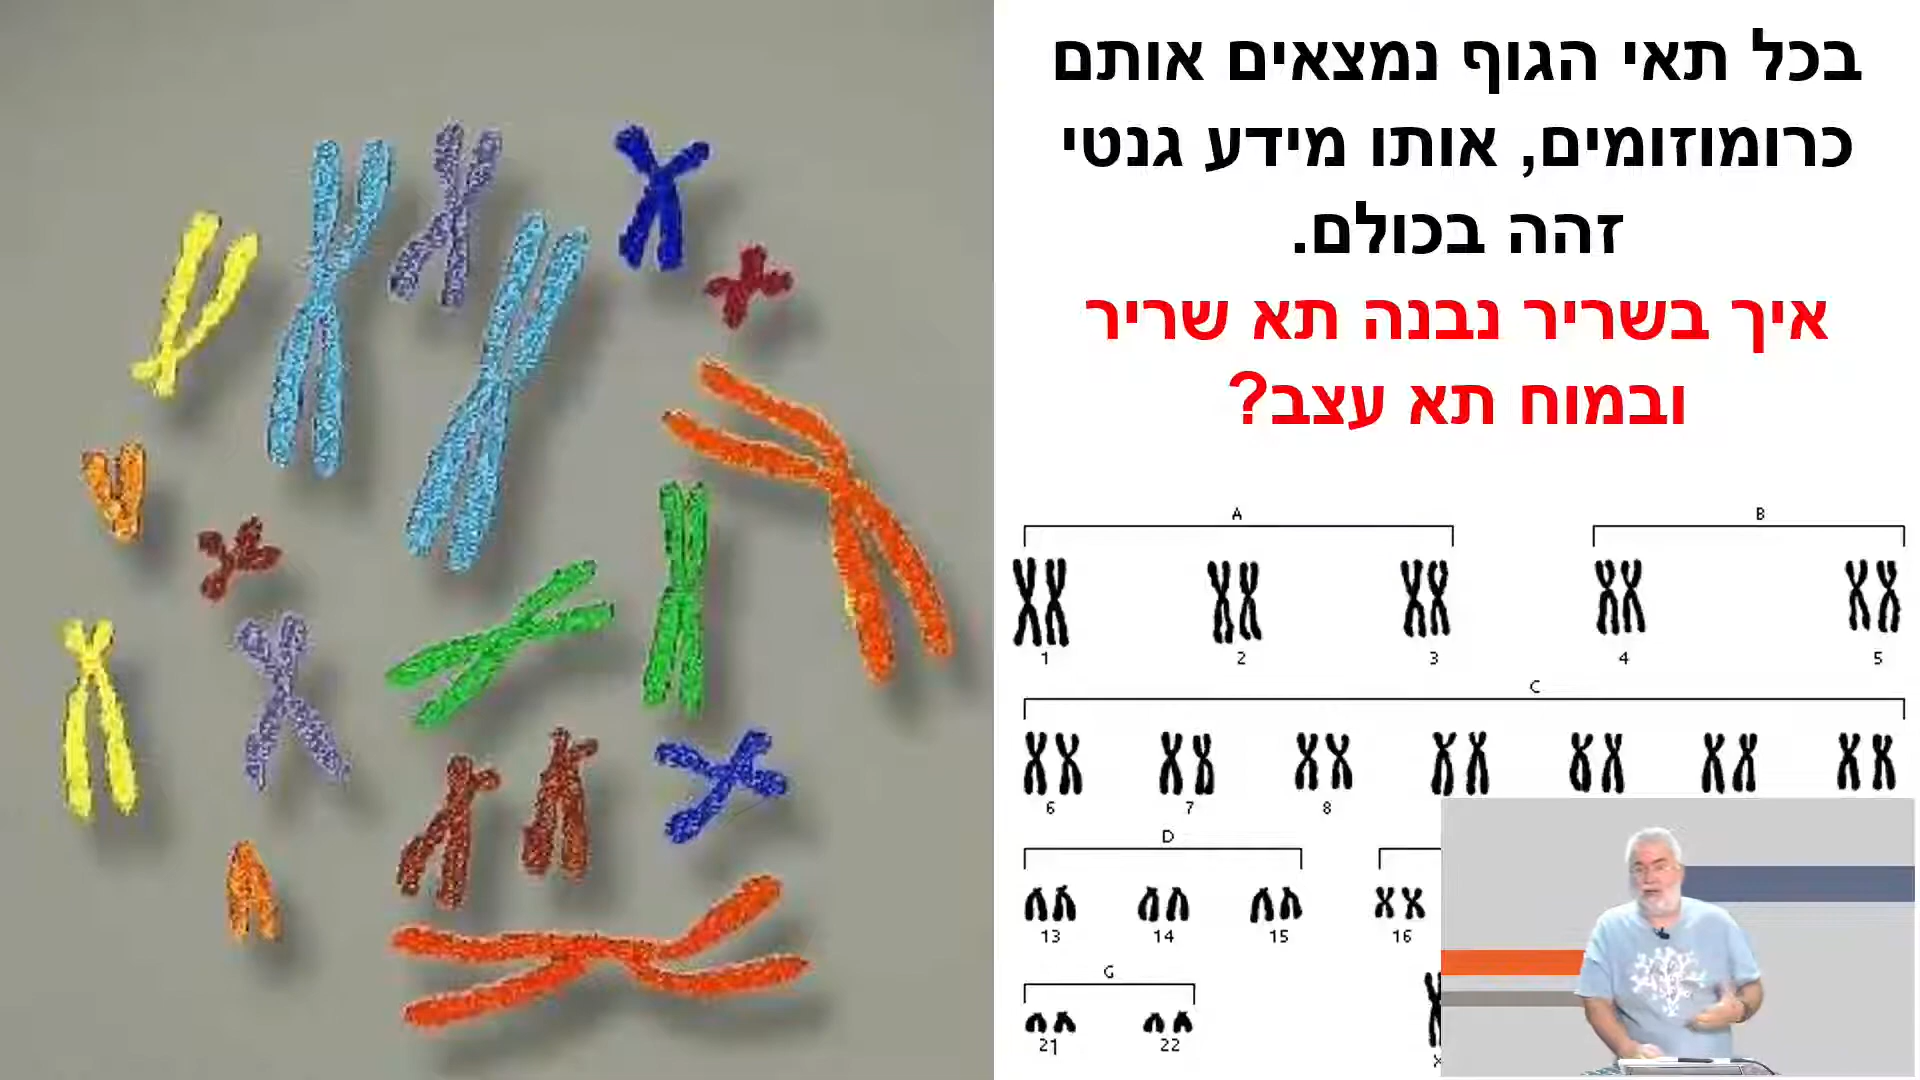 בכל תאי הגוף נמצאים אותם
כרומוזומים, אותו מידע גנטי
זהה בכולם.
איך בשריר נבנה תא שריר
ובמוח תא עצב?
A B
1 2 3 4 5
C
6 7 8
D
13 14 15 16
G
21 22 X